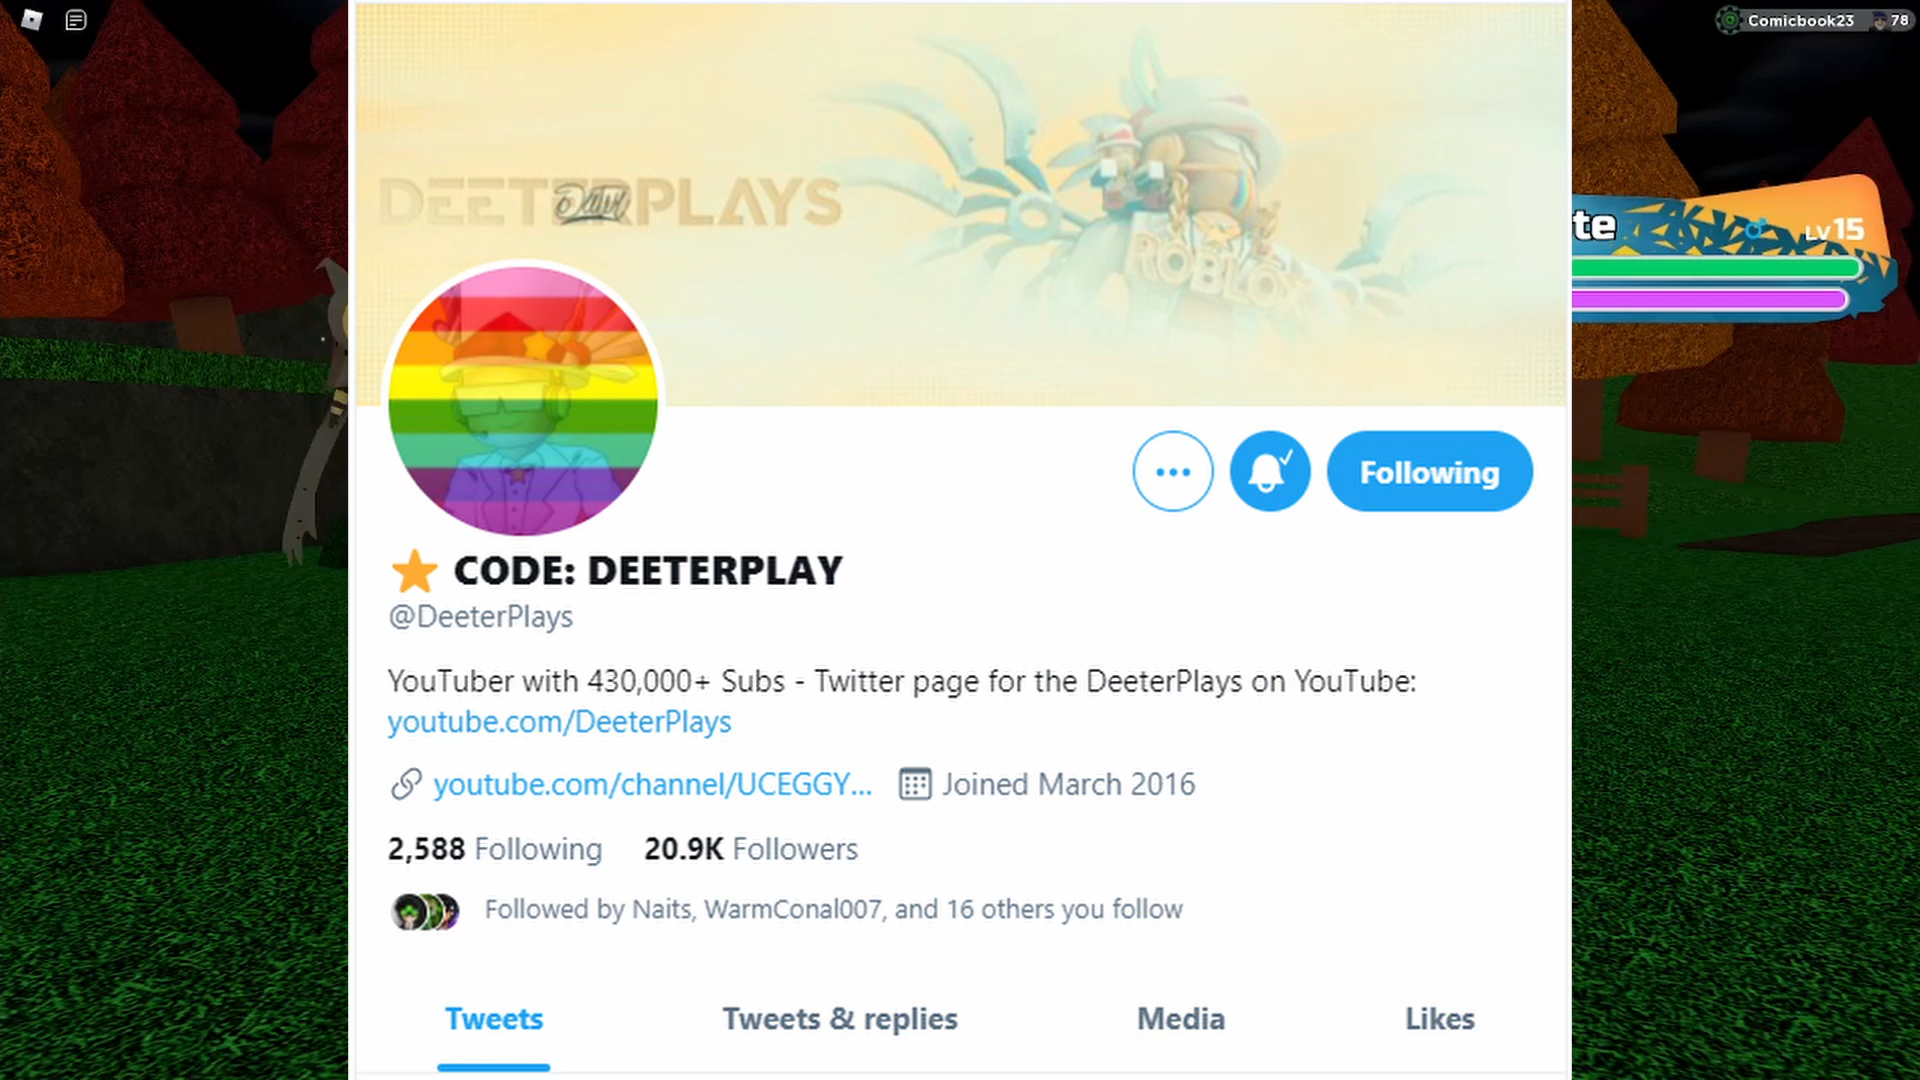 Comicbook23 78
DEETERPLAYS
ROBLOX
te
Lv15
Following
CODE: DEETERPLAY
@DeeterPlays
YouTuber with 430,000+ Subs - Twitter page for the DeeterPlays on YouTube:
youtube.com/DeeterPlays
youtube.com/channel/UCEGGY... Joined March 2016
2,588 Following 20.9K Followers
Followed by Naits, WarmConal007, and 16 others you follow
Tweets Tweets & replies Media Likes